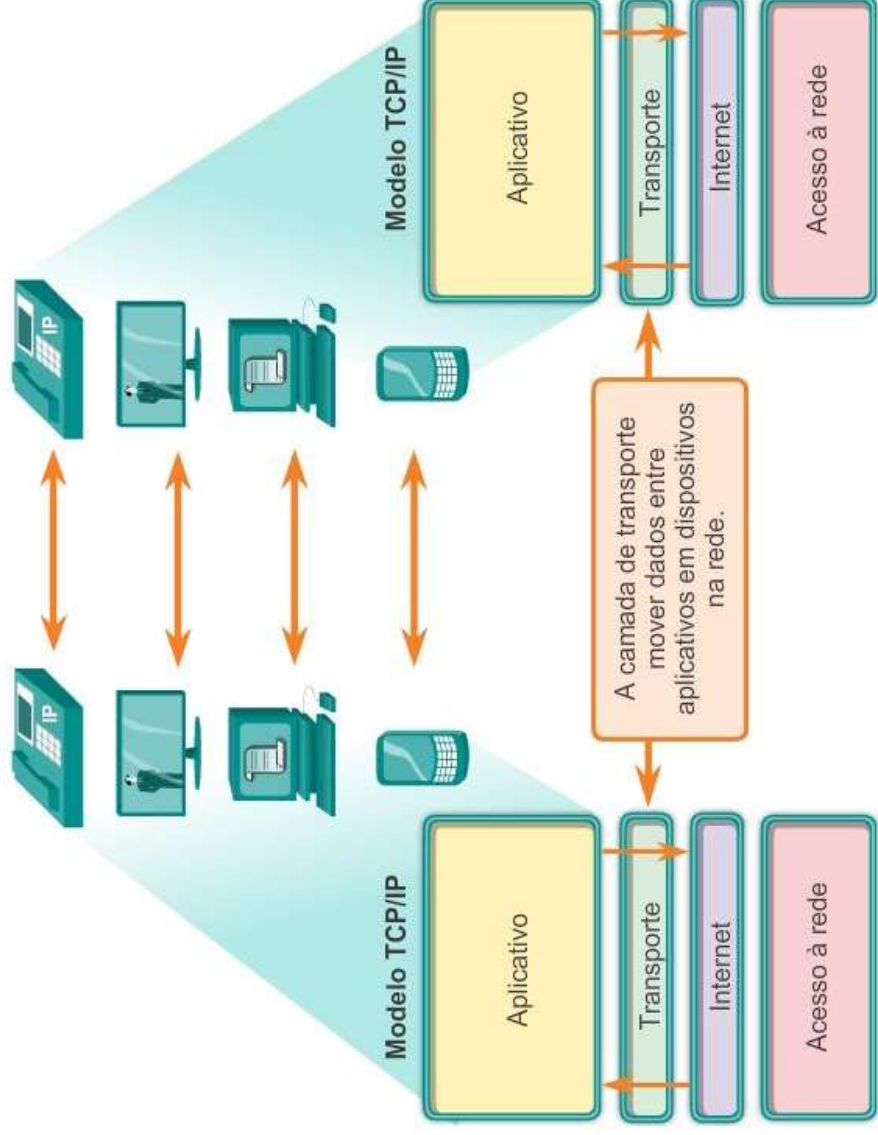 IP
IP
Modelo TCP/IP
Aplicativo
Transporte
Internet
Acesso à rede
A camada de transporte
mover dados entre
aplicativos em dispositivos
na rede.
Modelo TCP/IP
Aplicativo
Transporte
Internet
Acesso à rede